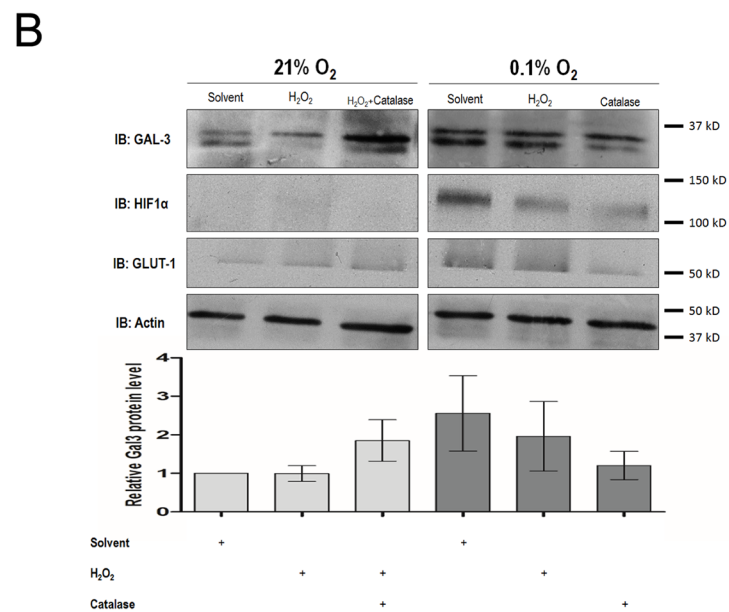 B
21% O₂ 0.1% O₂
Solvent H₂O₂ H₂O₂+Catalase Solvent H₂O₂ Catalase
IB: GAL-3 37 kD
150 kD
IB: HIF1α
100 kD
IB: GLUT-1 50 kD
50 kD
IB: Actin
37 kD
Relative Gal3 protein level
4
3
2
1
0
Solvent + +
H₂O₂ + + +
Catalase + +